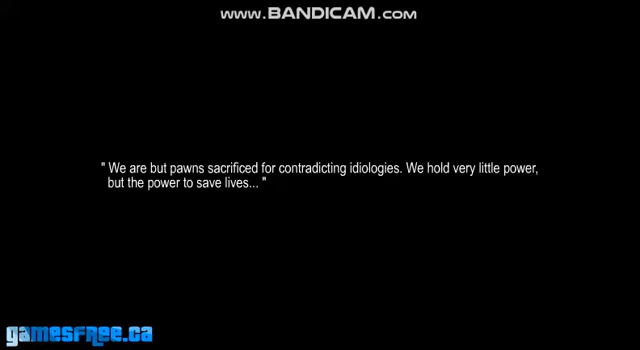 www.BANDICAM.com
" We are but pawns sacrificed for contradicting idiologies. We hold very little power,
but the power to save lives... "
gamesfree.ca